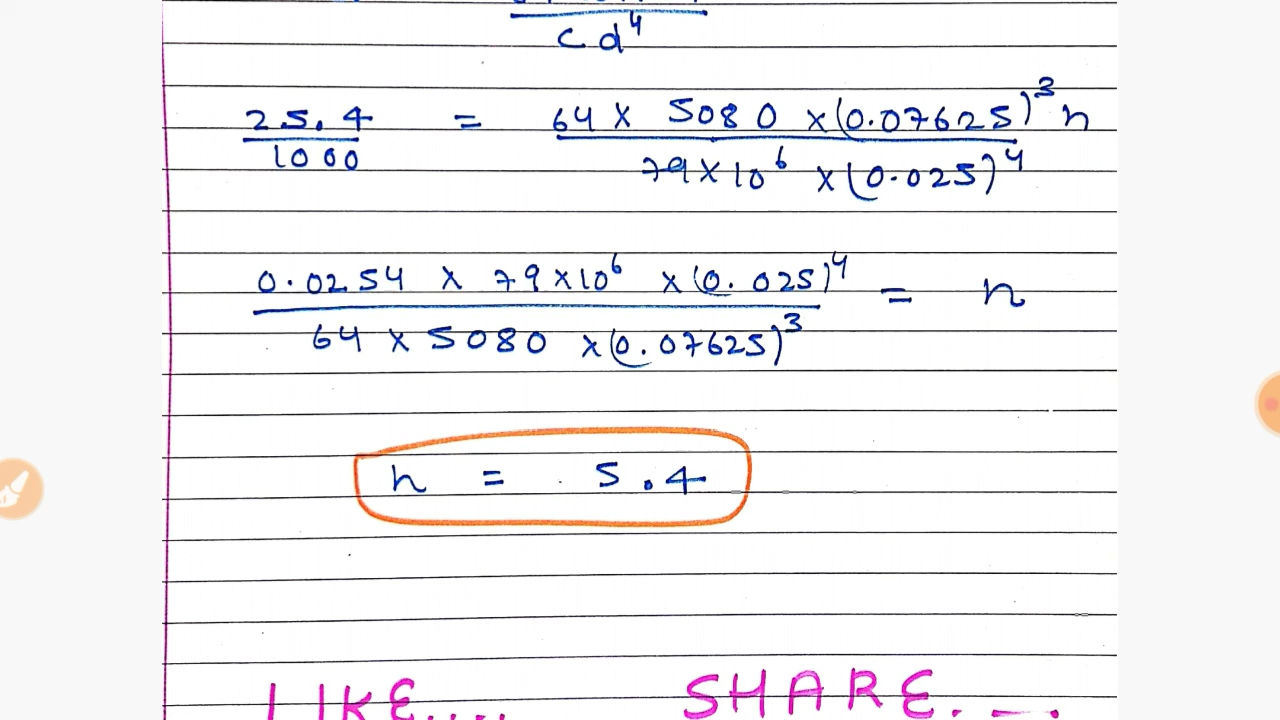 cd⁴
25.4/1000 = 64 × 5080 × (0.07625)³ n / 79 × 10⁶ × (0.025)⁴
0.0254 × 79 × 10⁶ × (0.025)⁴ / 64 × 5080 × (0.07625)³ = n
n = 5.4
LIKE.... SHARE....